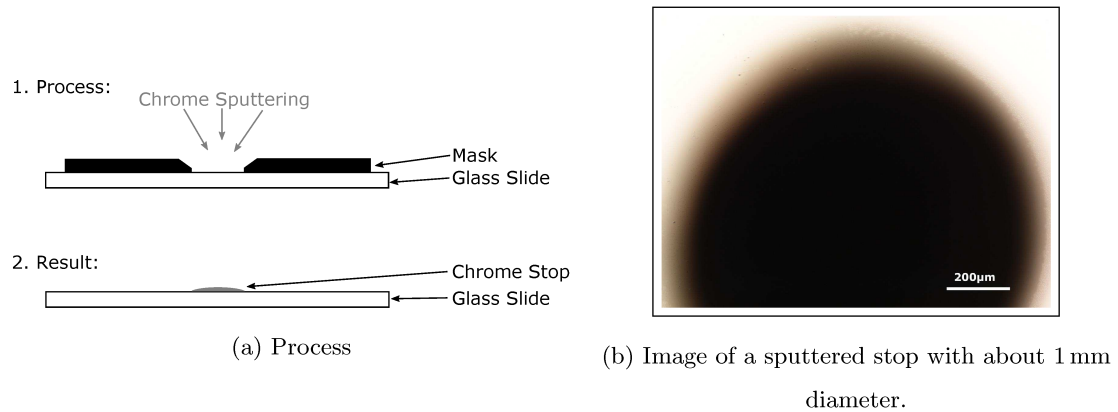 1. Process:
Chrome Sputtering
Mask
Glass Slide
2. Result:
Chrome Stop
Glass Slide
(a) Process
200µm
(b) Image of a sputtered stop with about 1 mm
diameter.